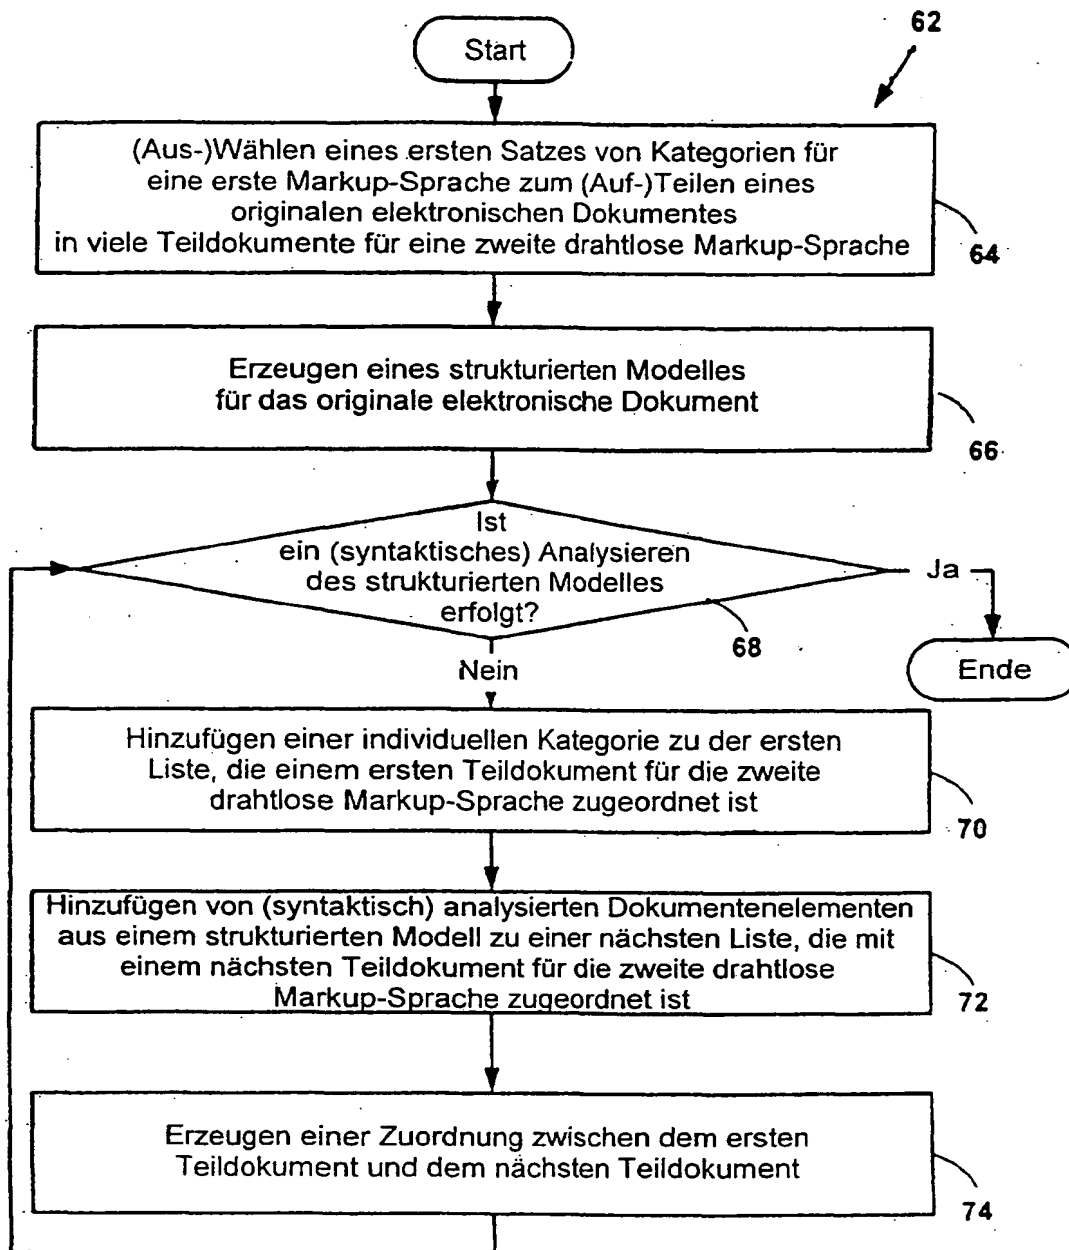 62
Start
(Aus-)Wählen eines ersten Satzes von Kategorien für
eine erste Markup-Sprache zum (Auf-)Teilen eines
originalen elektronischen Dokumentes
in viele Teildokumente für eine zweite drahtlose Markup-Sprache
64
Erzeugen eines strukturierten Modelles
für das originale elektronische Dokument
66
Ist
ein (syntaktisches) Analysieren
des strukturierten Modelles
erfolgt?
Ja
68
Nein
Ende
Hinzufügen einer individuellen Kategorie zu der ersten
Liste, die einem ersten Teildokument für die zweite
drahtlose Markup-Sprache zugeordnet ist
70
Hinzufügen von (syntaktisch) analysierten Dokumentenelementen
aus einem strukturierten Modell zu einer nächsten Liste, die mit
einem nächsten Teildokument für die zweite drahtlose
Markup-Sprache zugeordnet ist
72
Erzeugen einer Zuordnung zwischen dem ersten
Teildokument und dem nächsten Teildokument
74